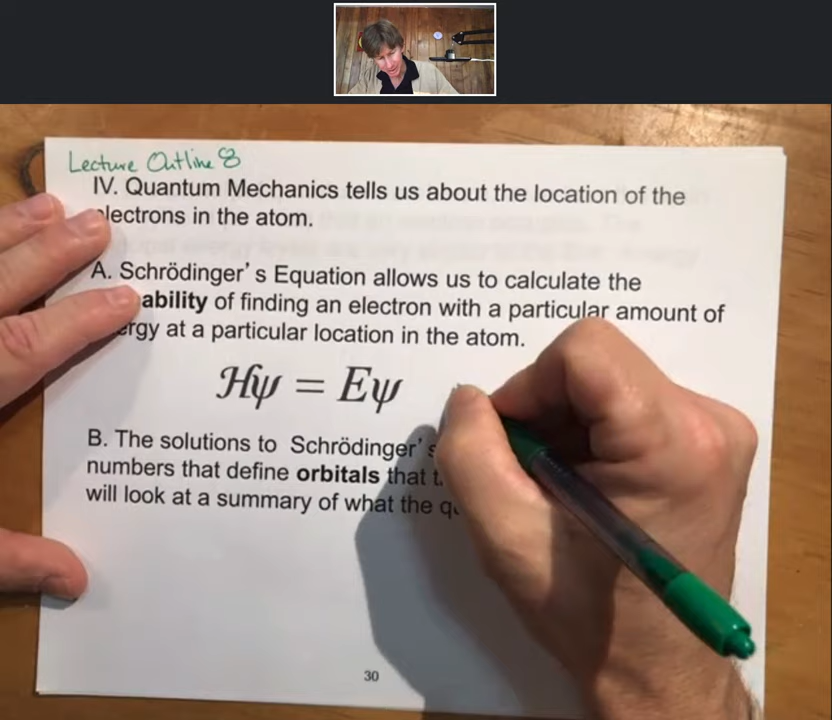 Lecture Outline 8
IV. Quantum Mechanics tells us about the location of the
electrons in the atom.
A. Schrödinger's Equation allows us to calculate the
ability of finding an electron with a particular amount of
rgy at a particular location in the atom.
Hψ = Eψ
B. The solutions to Schrödinger's
numbers that define orbitals that
will look at a summary of what the
30